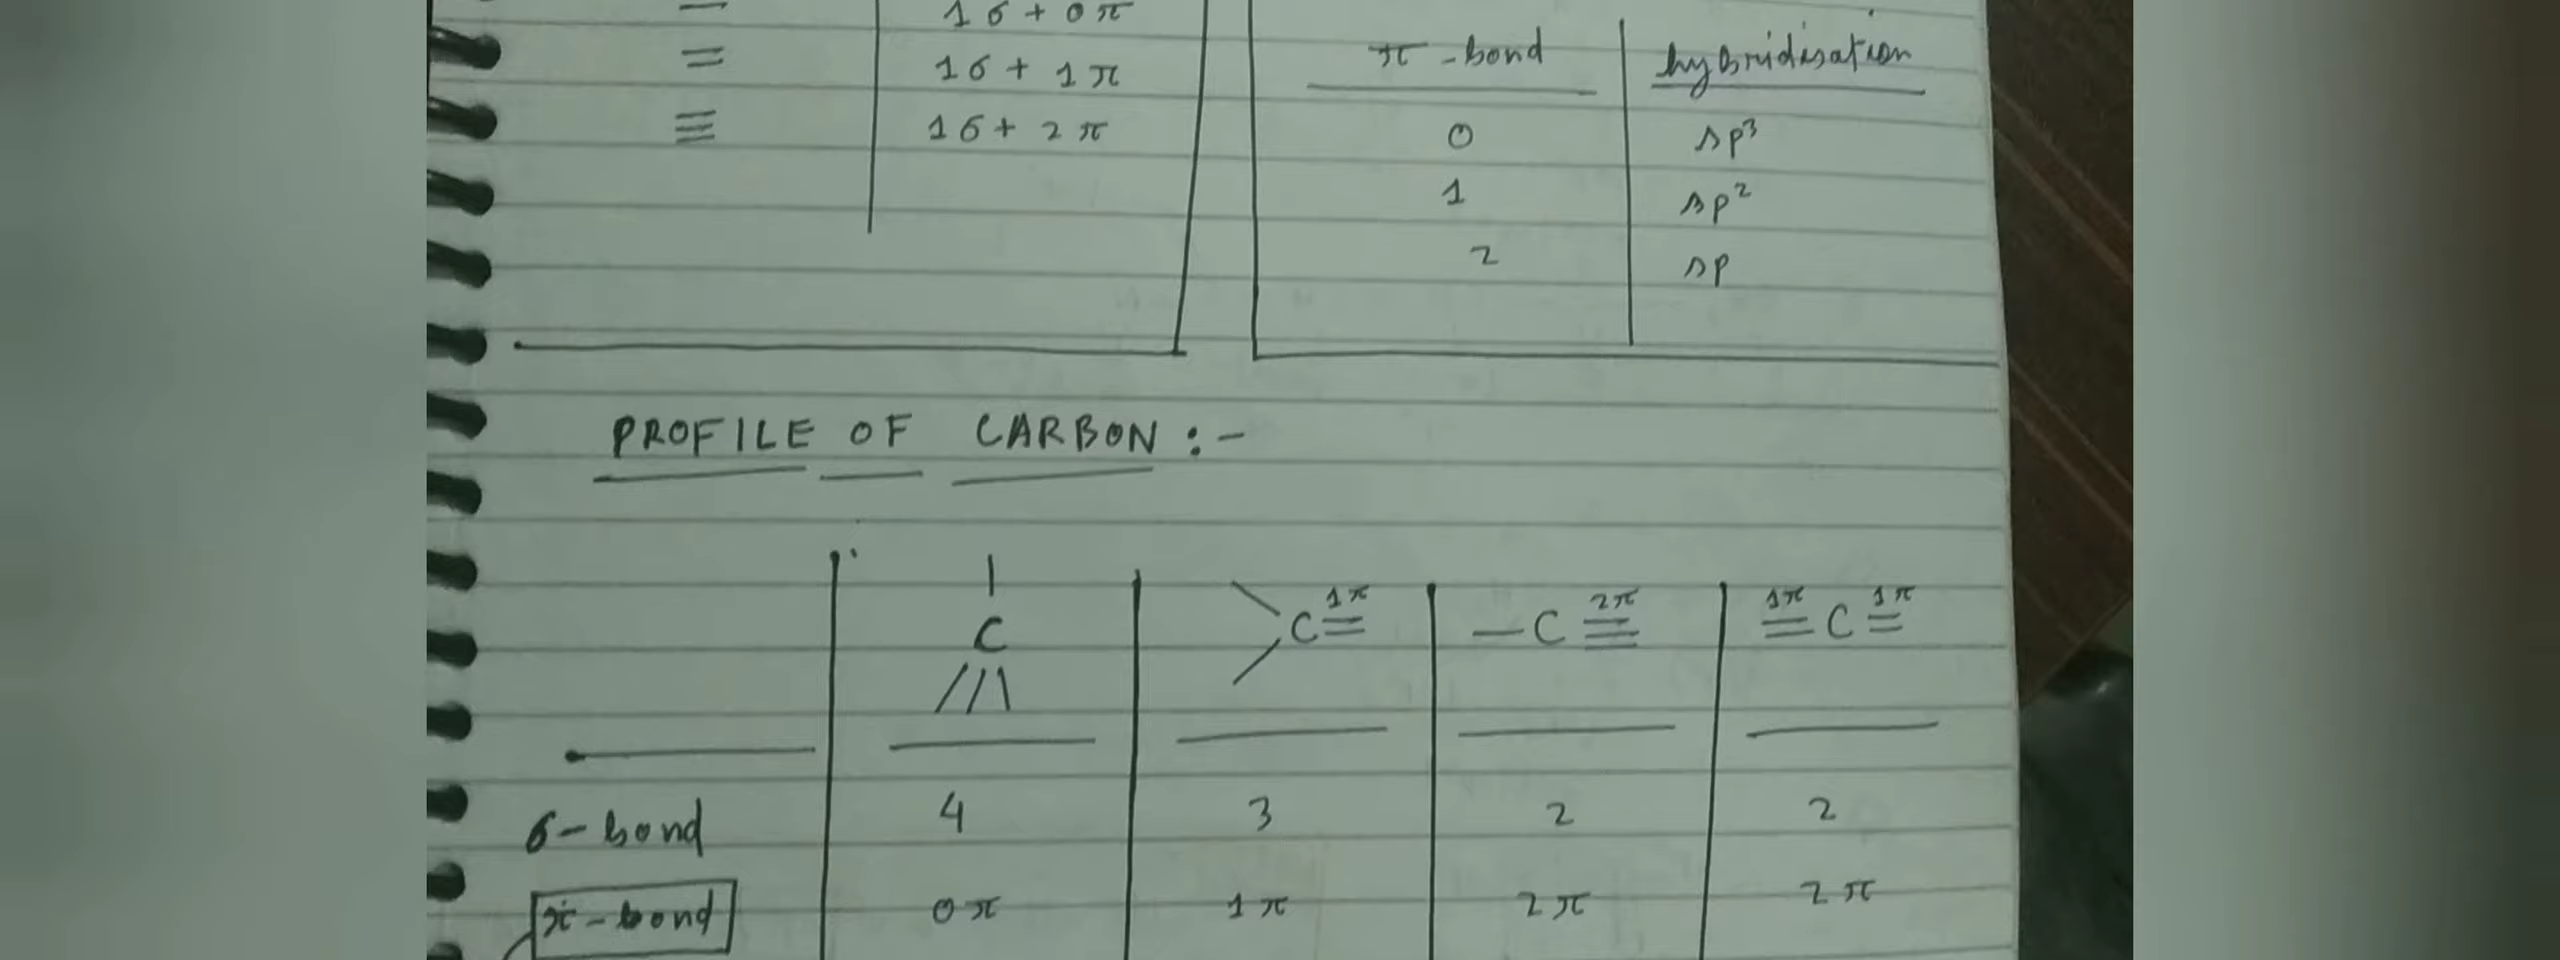 — 1σ + 0π
= 1σ + 1π
≡ 1σ + 2π
π - bond hybridisation
0 sp³
1 sp²
2 sp
PROFILE OF CARBON :-
C
1π
C=
2π
—C≡
1π 1π
=C=
σ - bond 4 3 2 2
π - bond 0π 1π 2π 2π